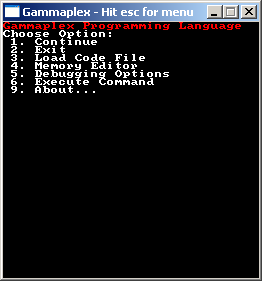 Gammaplex - Hit esc for menu
Gammaplex Programming Language
Choose Option:
1. Continue
2. Exit
3. Load Code File
4. Memory Editor
5. Debugging Options
6. Execute Command
9. About...